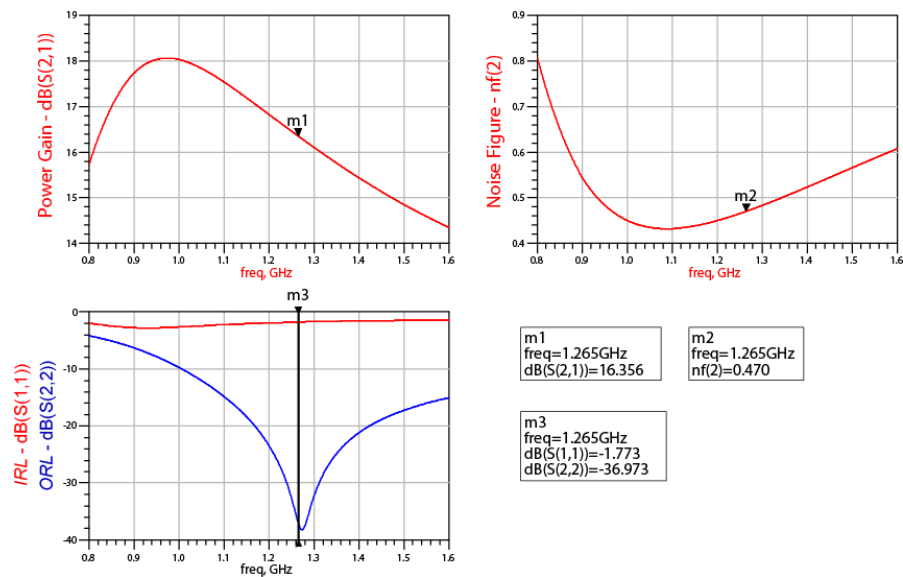 Power Gain - dB(S(2,1))
19
18
17
16
15
14
m1
0.8 0.9 1.0 1.1 1.2 1.3 1.4 1.5 1.6
freq, GHz
Noise Figure - nf(2)
0.9
0.8
0.7
0.6
0.5
0.4
m2
0.8 0.9 1.0 1.1 1.2 1.3 1.4 1.5 1.6
freq, GHz
m3
IRL - dB(S(1,1))
ORL - dB(S(2,2))
0
-10
-20
-30
-40
0.8 0.9 1.0 1.1 1.2 1.3 1.4 1.5 1.6
freq, GHz
m1
freq=1.265GHz
dB(S(2,1))=16.356
m2
freq=1.265GHz
nf(2)=0.470
m3
freq=1.265GHz
dB(S(1,1))=-1.773
dB(S(2,2))=-36.973